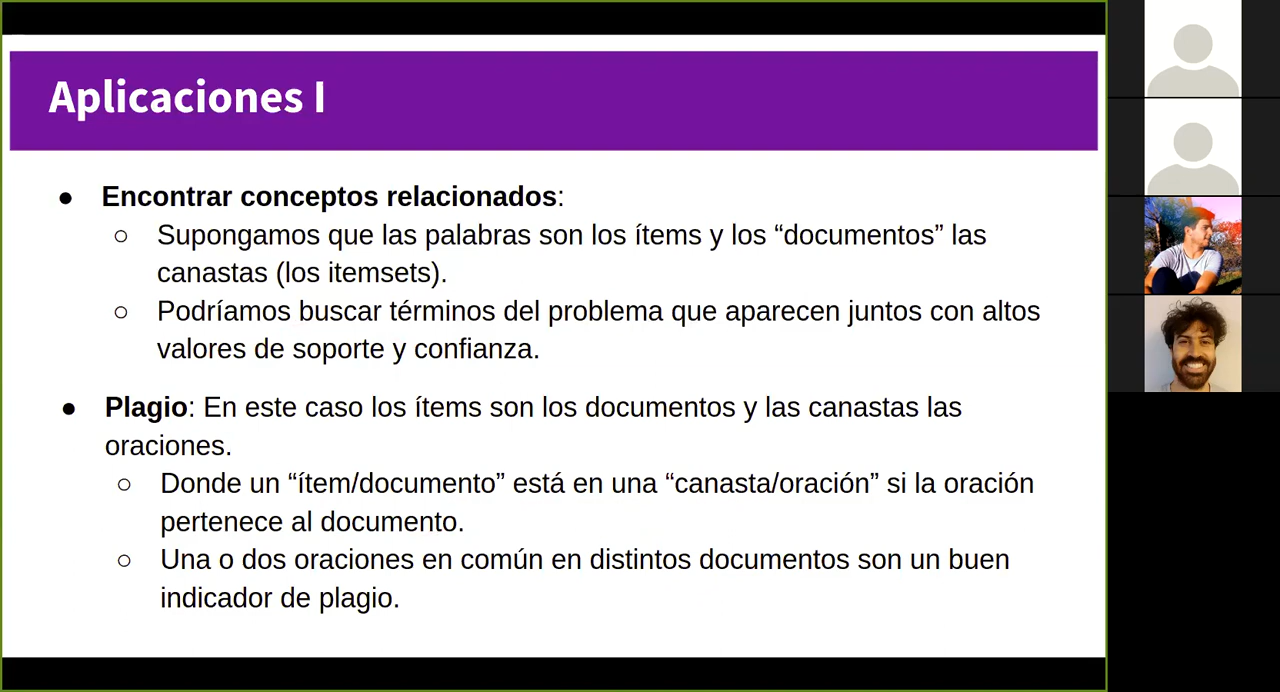 Aplicaciones I
● Encontrar conceptos relacionados:
○ Supongamos que las palabras son los ítems y los “documentos” las
canastas (los itemsets).
○ Podríamos buscar términos del problema que aparecen juntos con altos
valores de soporte y confianza.
● Plagio: En este caso los ítems son los documentos y las canastas las
oraciones.
○ Donde un “ítem/documento” está en una “canasta/oración” si la oración
pertenece al documento.
○ Una o dos oraciones en común en distintos documentos son un buen
indicador de plagio.